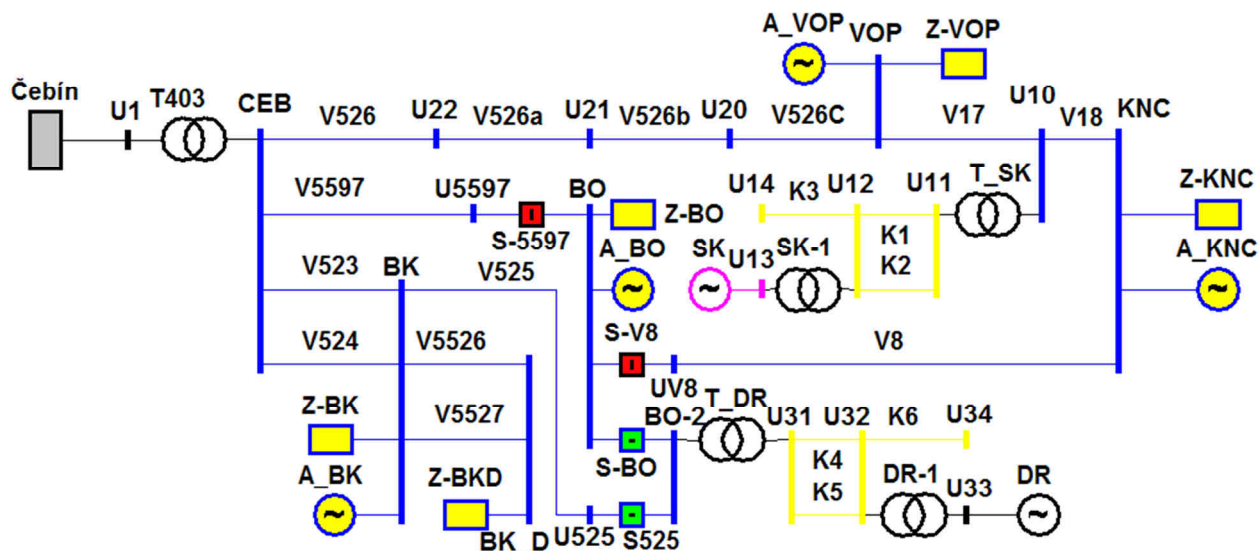 A_VOP
VOP
Z-VOP
Čebín
U1
T403
CEB
V526
U22
V526a
U21
V526b
U20
V526C
V17
U10
V18
KNC
V5597
U5597
S-5597
BO
Z-BO
U14
K3
U12
U11
T_SK
Z-KNC
K1
K2
A_BO
SK
U13
SK-1
A_KNC
V523
BK
V525
S-V8
V8
UV8
V524
V5526
Z-BK
V5527
A_BK
Z-BKD
BK_D
U525
S525
S-BO
BO-2
T_DR
U31
U32
K6
U34
K4
K5
DR-1
U33
DR